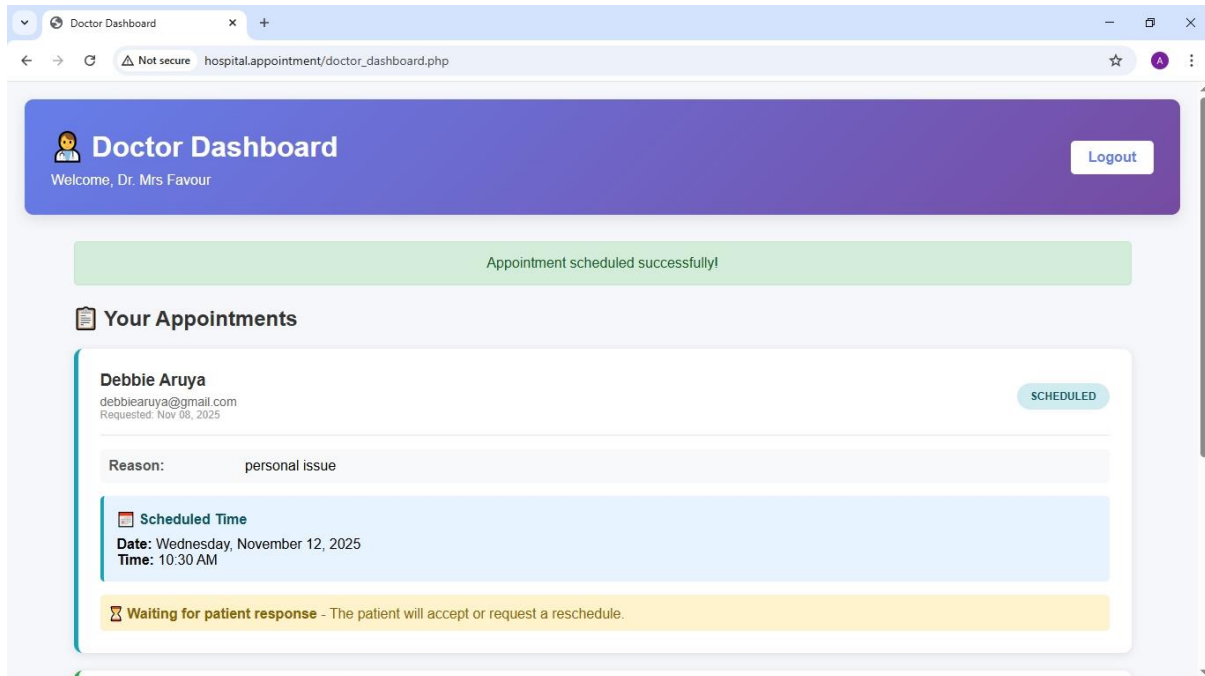 Doctor Dashboard
Not secure hospital.appointment/doctor_dashboard.php
A
Doctor Dashboard
Welcome, Dr. Mrs Favour
Logout
Appointment scheduled successfully!
Your Appointments
Debbie Aruya
debbiearuya@gmail.com
Requested: Nov 08, 2025
SCHEDULED
Reason: personal issue
Scheduled Time
Date: Wednesday, November 12, 2025
Time: 10:30 AM
Waiting for patient response - The patient will accept or request a reschedule.